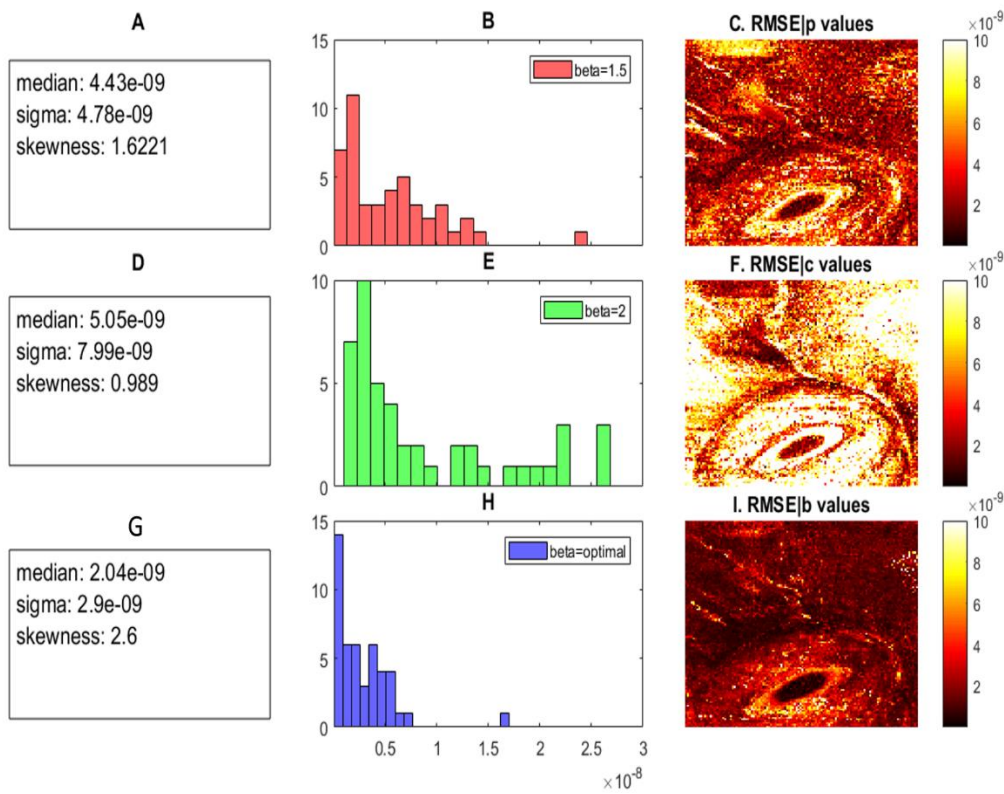 A
median: 4.43e-09
sigma: 4.78e-09
skewness: 1.6221
B
15
10
5
0
beta=1.5
C. RMSE|p values
×10⁻⁹
10
8
6
4
2
D
median: 5.05e-09
sigma: 7.99e-09
skewness: 0.989
E
10
5
0
beta=2
F. RMSE|c values
×10⁻⁹
10
8
6
4
2
G
median: 2.04e-09
sigma: 2.9e-09
skewness: 2.6
H
15
10
5
0
beta=optimal
0.5 1 1.5 2 2.5 3
×10⁻⁸
I. RMSE|b values
×10⁻⁹
10
8
6
4
2